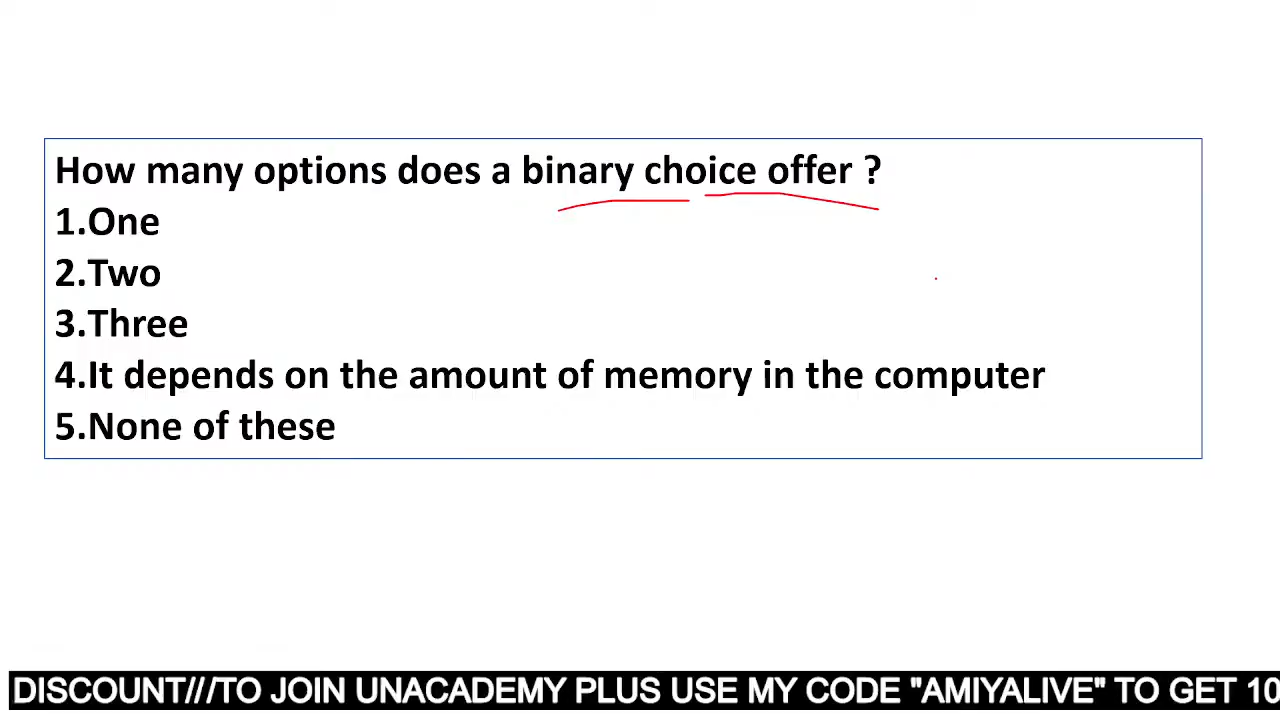 How many options does a binary choice offer ?
1.One
2.Two
3.Three
4.It depends on the amount of memory in the computer
5.None of these
DISCOUNT///TO JOIN UNACADEMY PLUS USE MY CODE "AMIYALIVE" TO GET 10